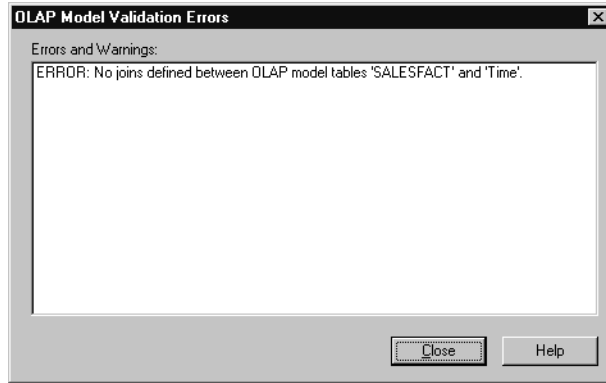 OLAP Model Validation Errors
Errors and Warnings:
ERROR: No joins defined between OLAP model tables 'SALESFACT' and 'Time'.
Close
Help